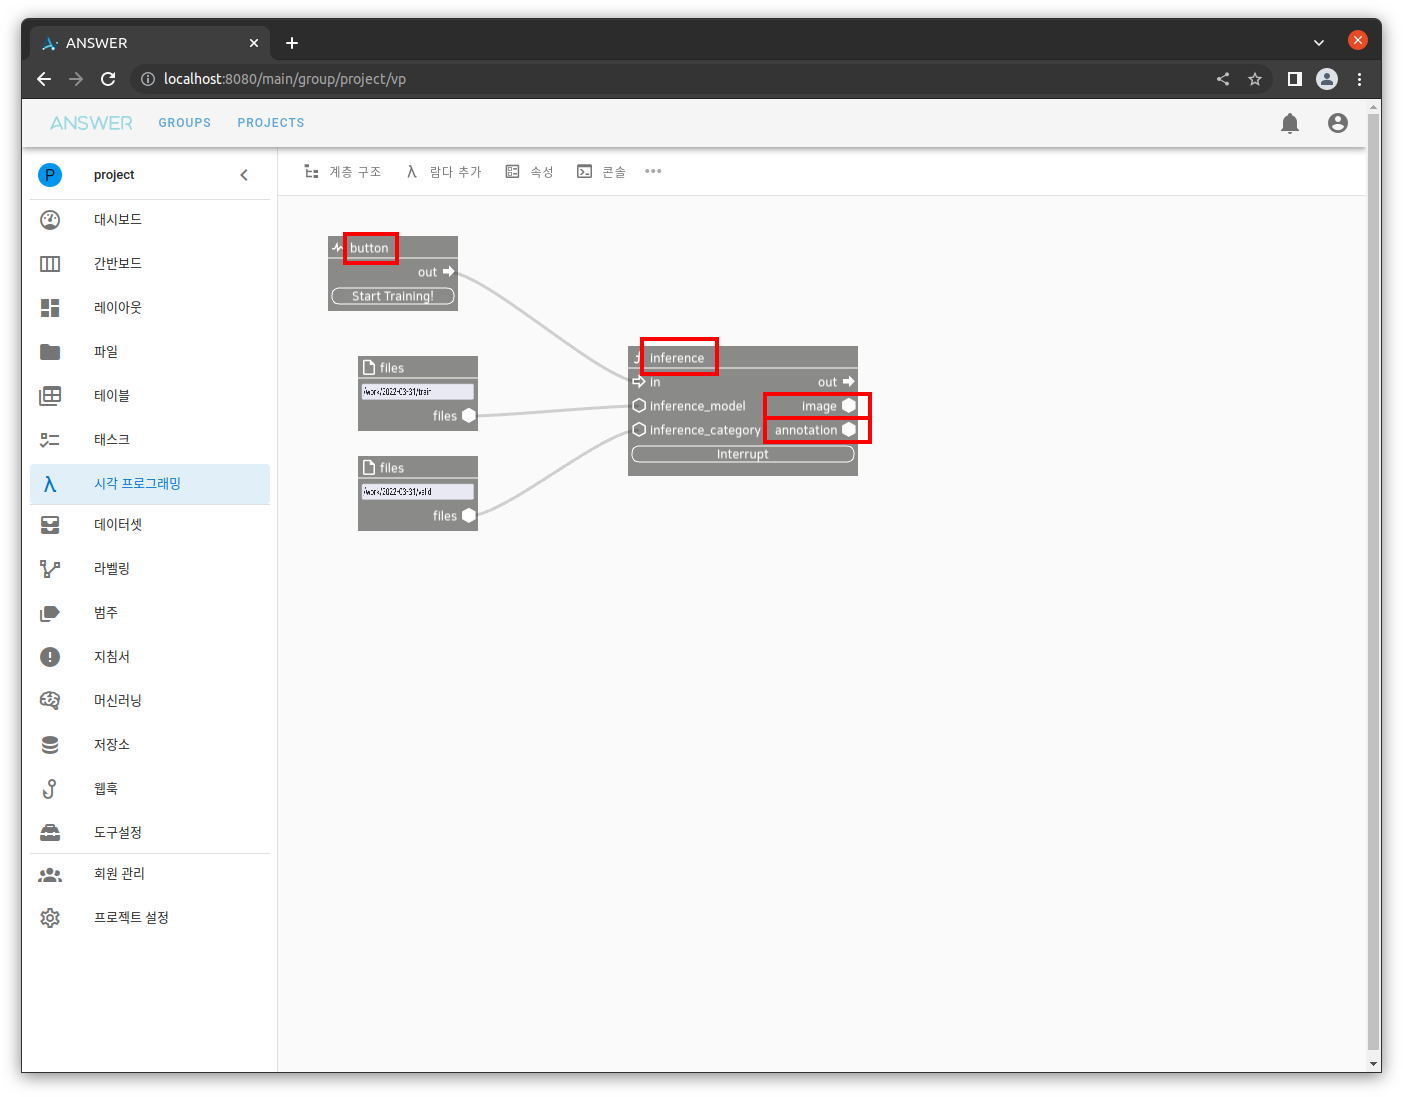 ANSWER
localhost:8080/main/group/project/vp
ANSWER GROUPS PROJECTS
P project
계층 구조 람다 추가 속성 콘솔
대시보드
간반보드
레이아웃
파일
테이블
태스크
시각 프로그래밍
데이터셋
라벨링
범주
지침서
머신러닝
저장소
웹훅
도구설정
회원 관리
프로젝트 설정
button
out
Start Training!
files
/work/2022-03-31/train
files
files
/work/2022-03-31/valid
files
inference
in out
inference_model image
inference_category annotation
Interrupt